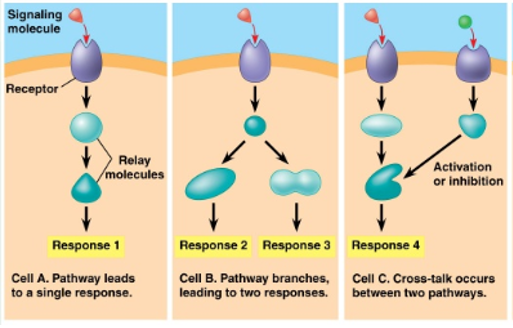 Signaling
molecule
Receptor
Relay
molecules
Activation
or inhibition
Response 1
Response 2
Response 3
Response 4
Cell A. Pathway leads
to a single response.
Cell B. Pathway branches,
leading to two responses.
Cell C. Cross-talk occurs
between two pathways.